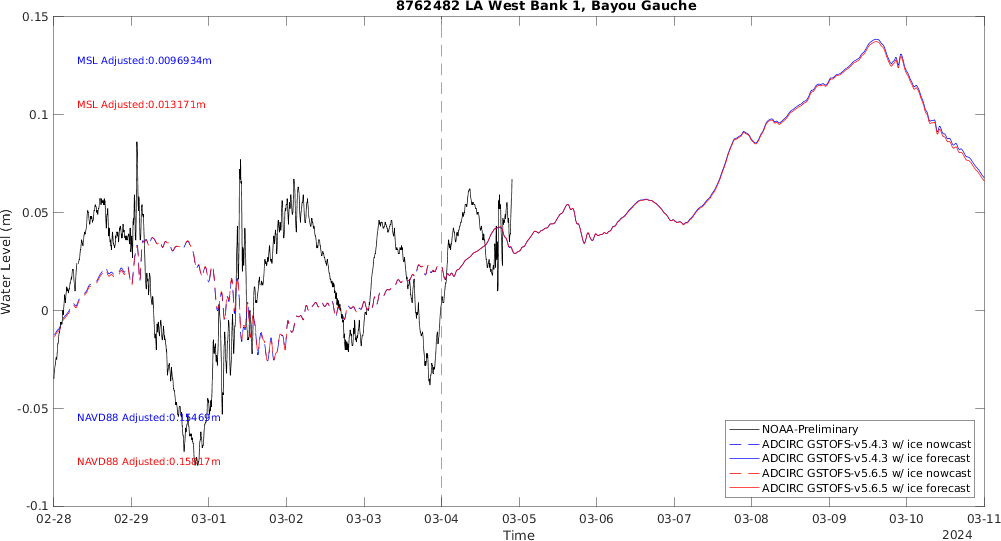 8762482 LA West Bank 1, Bayou Gauche
0.15
MSL Adjusted:0.0096934m
MSL Adjusted:0.013171m
0.1
0.05
Water Level (m)
0
-0.05
NAVD88 Adjusted:0.15469m
NAVD88 Adjusted:0.15817m
-0.1
NOAA-Preliminary
ADCIRC GSTOFS-v5.4.3 w/ ice nowcast
ADCIRC GSTOFS-v5.4.3 w/ ice forecast
ADCIRC GSTOFS-v5.6.5 w/ ice nowcast
ADCIRC GSTOFS-v5.6.5 w/ ice forecast
02-28 02-29 03-01 03-02 03-03 03-04 03-05 03-06 03-07 03-08 03-09 03-10 03-11
Time
2024